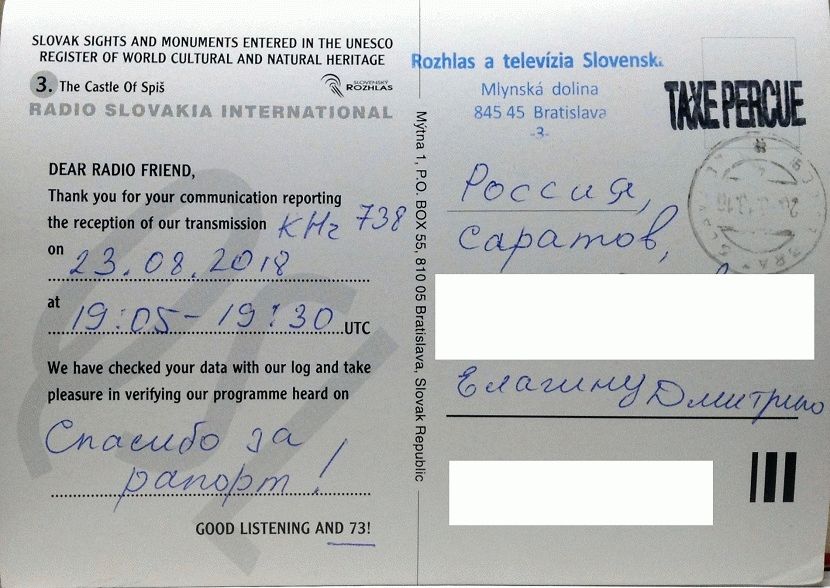 SLOVAK SIGHTS AND MONUMENTS ENTERED IN THE UNESCO
REGISTER OF WORLD CULTURAL AND NATURAL HERITAGE
3. The Castle Of Spiš
SLOVENSKÝ
ROZHLAS
RADIO SLOVAKIA INTERNATIONAL
DEAR RADIO FRIEND,
Thank you for your communication reporting
the reception of our transmission KHz 738
on 23.08.2018
at 19:05-19:30 UTC
We have checked your data with our log and take
pleasure in verifying our programme heard on
Спасибо за
рапорт!
GOOD LISTENING AND 73!
Mýtna 1, P.O. BOX 55, 810 05 Bratislava, Slovak Republic
Rozhlas a televízia Slovensk
Mlynská dolina
845 45 Bratislava
-3-
TAXE PERCUE
Россия,
Саратов,
Елагину Дмитрию